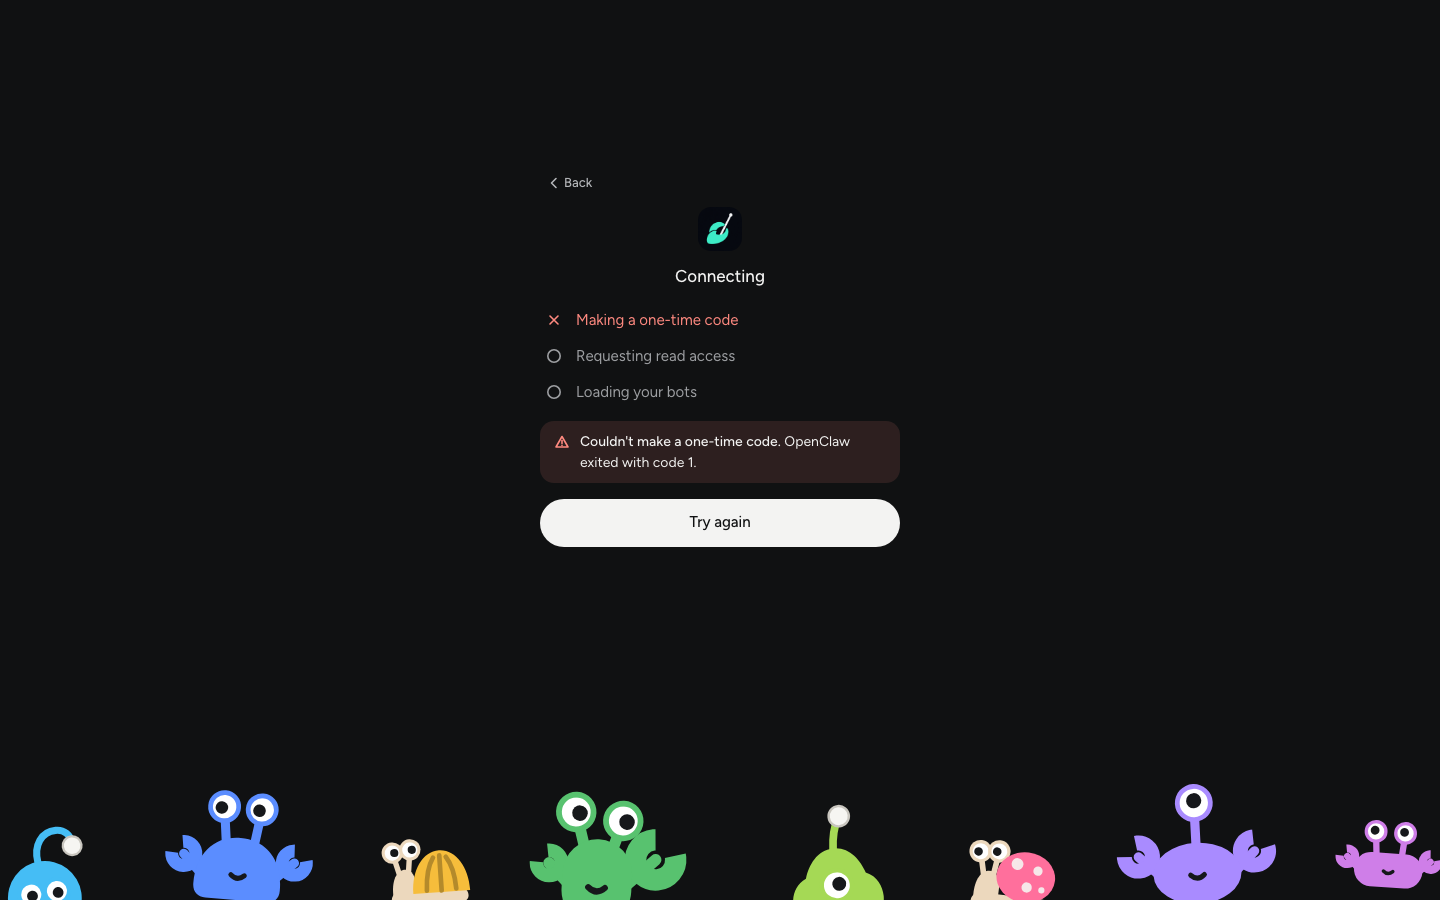 Back
Connecting
Making a one-time code
Requesting read access
Loading your bots
Couldn't make a one-time code. OpenClaw
exited with code 1.
Try again